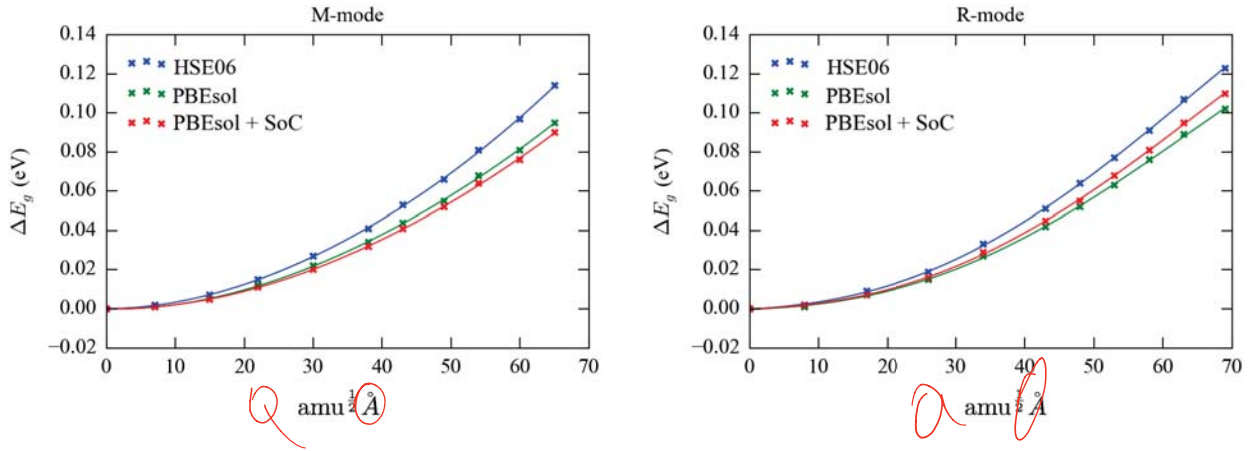 M-mode
0.14
0.12
0.10
0.08
0.06
0.04
0.02
0.00
−0.02
ΔE_g (eV)
HSE06
PBEsol
PBEsol + SoC
0 10 20 30 40 50 60 70
Q amu^½ Å
R-mode
0.14
0.12
0.10
0.08
0.06
0.04
0.02
0.00
−0.02
ΔE_g (eV)
HSE06
PBEsol
PBEsol + SoC
0 10 20 30 40 50 60 70
amu^½ Å